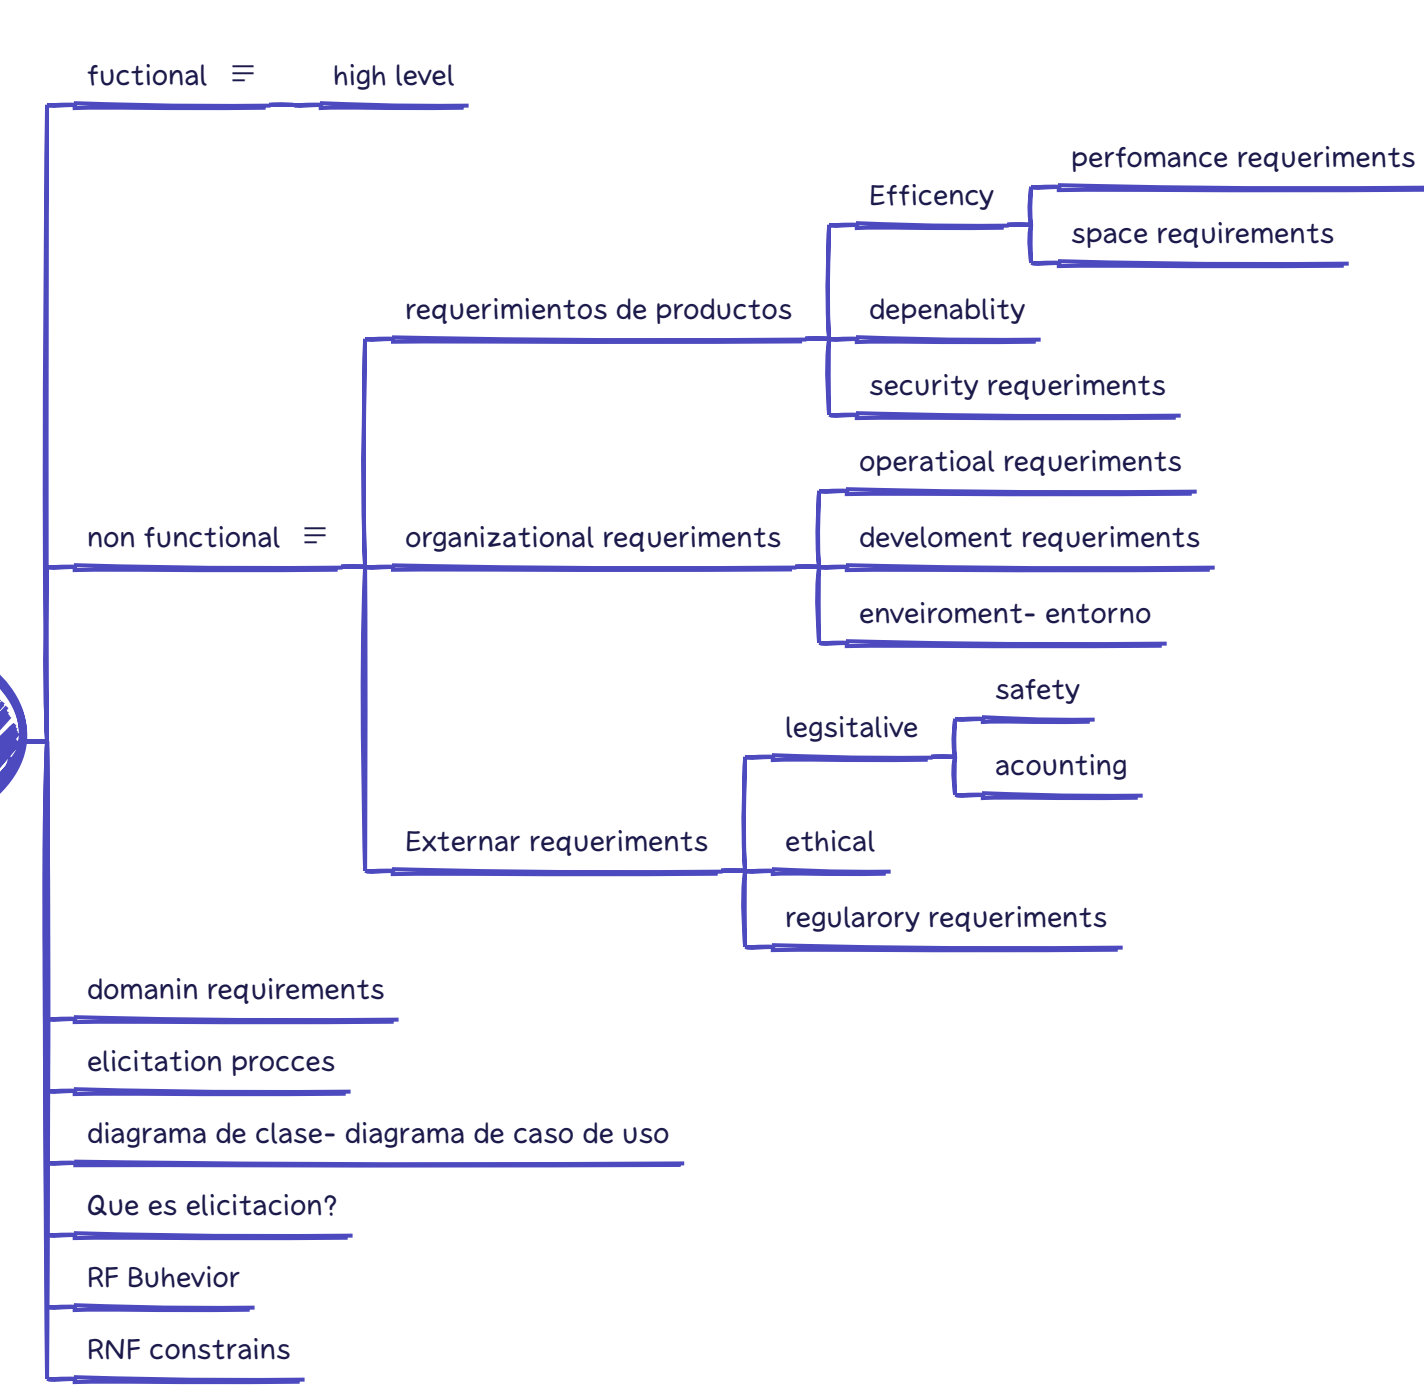 fuctional
high level
perfomance requeriments
Efficency
space requirements
requerimientos de productos
depenablity
security requeriments
operatioal requeriments
non functional
organizational requeriments
develoment requeriments
enveiroment- entorno
safety
legsitalive
acounting
Externar requeriments
ethical
regularory requeriments
domanin requirements
elicitation procces
diagrama de clase- diagrama de caso de uso
Que es elicitacion?
RF Buhevior
RNF constrains